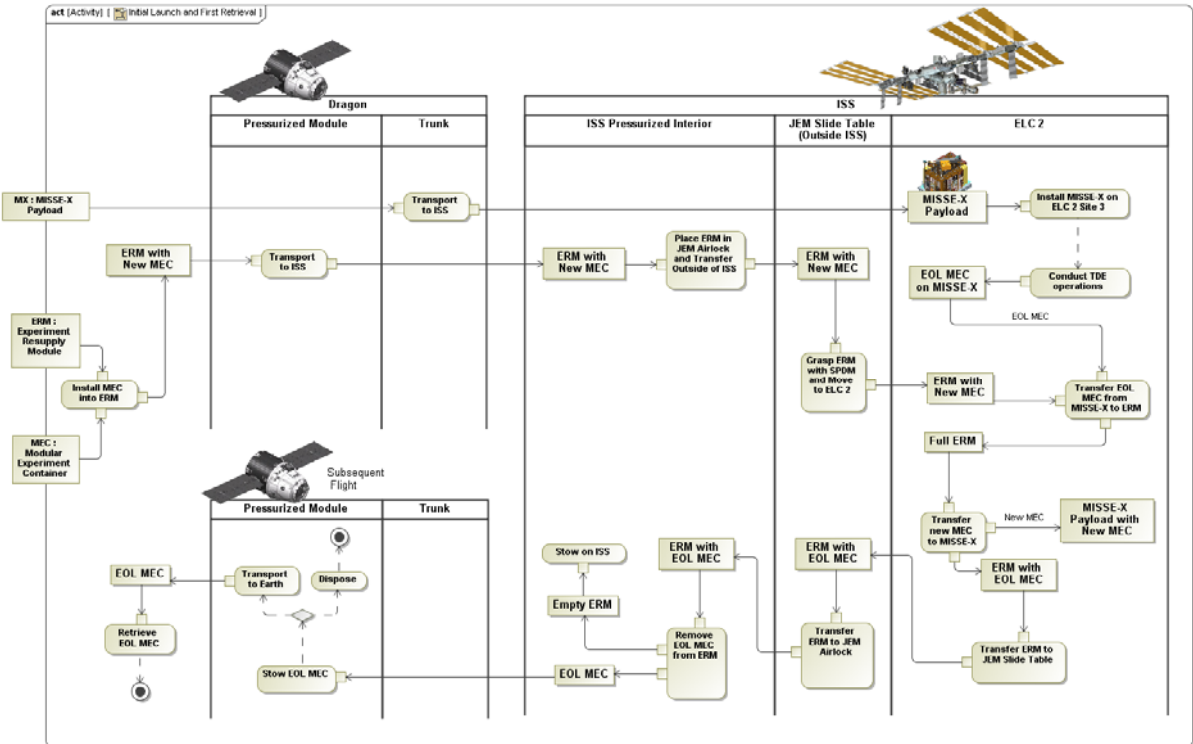 act [Activity] [ Initial Launch and First Retrieval ]
Dragon
Pressurized Module
Trunk
ISS
ISS Pressurized Interior
JEM Slide Table
(Outside ISS)
ELC 2
MX : MISSE-X
Payload
Transport
to ISS
MISSE-X
Payload
Install MISSE-X on
ELC 2 Site 3
ERM with
New MEC
Transport
to ISS
ERM with
New MEC
Place ERM in
JEM Airlock
and Transfer
Outside of ISS
ERM with
New MEC
EOL MEC
on MISSE-X
Conduct TDE
operations
EOL MEC
ERM :
Experiment
Resupply
Module
Install MEC
into ERM
Grasp ERM
with SPDM
and Move
to ELC 2
ERM with
New MEC
Transfer EOL
MEC from
MISSE-X to ERM
MEC :
Modular
Experiment
Container
Full ERM
Subsequent
Flight
Pressurized Module
Trunk
Transfer
new MEC
to MISSE-X
New MEC
MISSE-X
Payload with
New MEC
Stow on ISS
ERM with
EOL MEC
ERM with
EOL MEC
ERM with
EOL MEC
EOL MEC
Transport
to Earth
Dispose
Empty ERM
Retrieve
EOL MEC
Remove
EOL MEC
from ERM
Transfer
ERM to JEM
Airlock
Transfer ERM to
JEM Slide Table
Stow EOL MEC
EOL MEC